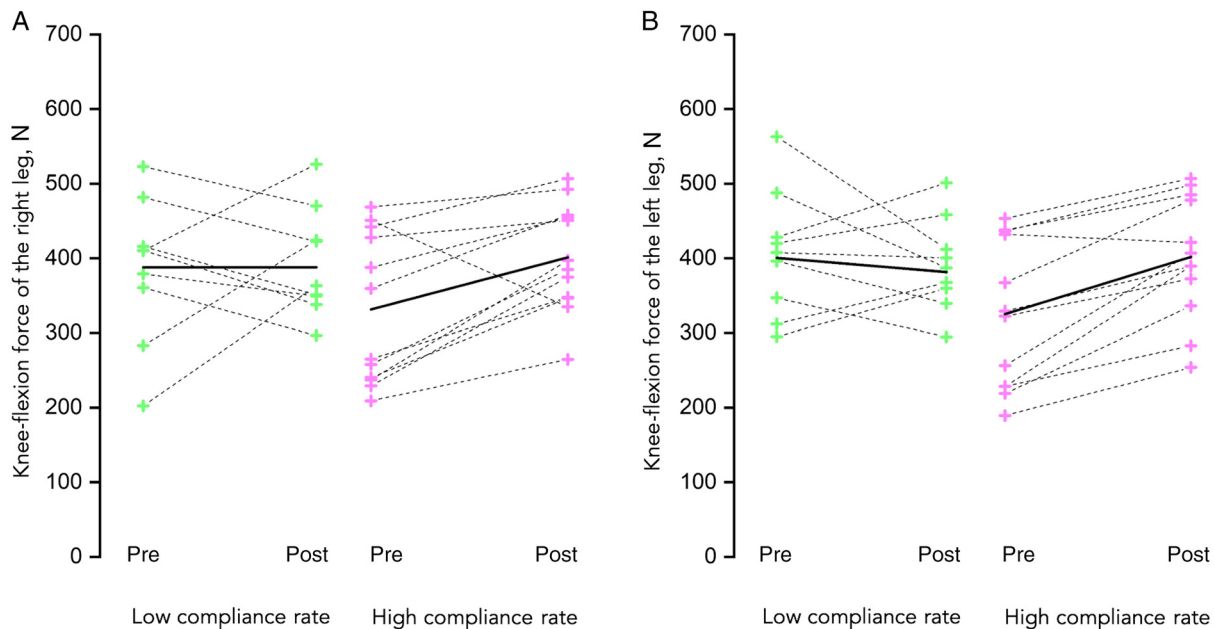 A
Knee-flexion force of the right leg, N
700
600
500
400
300
200
100
0
Pre
Post
Pre
Post
Low compliance rate
High compliance rate
B
Knee-flexion force of the left leg, N
700
600
500
400
300
200
100
0
Pre
Post
Pre
Post
Low compliance rate
High compliance rate